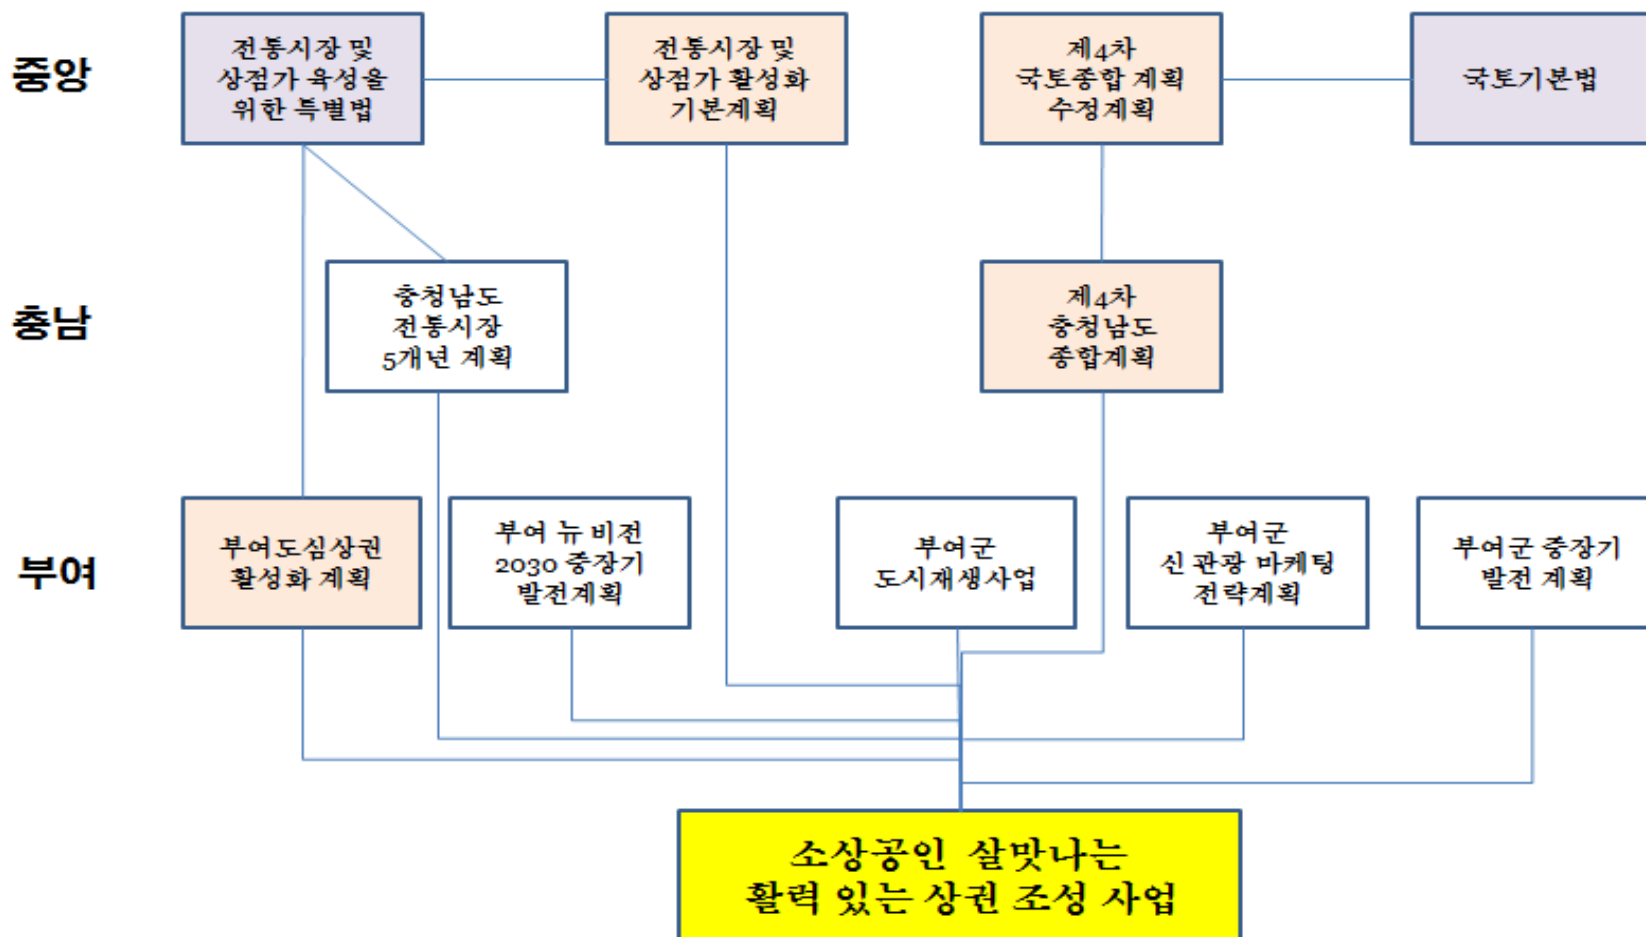 중앙
전통시장 및
상점가 육성을
위한 특별법
전통시장 및
상점가 활성화
기본계획
제4차
국토종합 계획
수정계획
국토기본법
충남
충청남도
전통시장
5개년 계획
제4차
충청남도
종합계획
부여
부여도심상권
활성화 계획
부여 뉴 비전
2030 중장기
발전계획
부여군
도시재생사업
부여군
신 관광 마케팅
전략계획
부여군 중장기
발전 계획
소상공인 살맛나는
활력 있는 상권 조성 사업